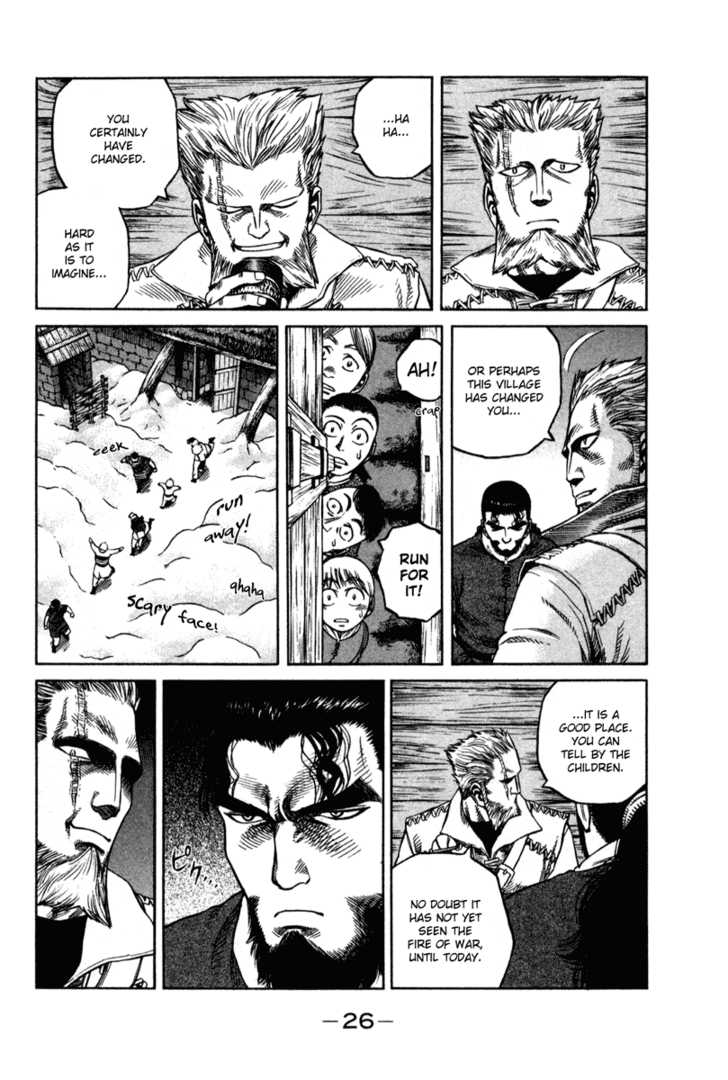 ...HA
HA...
YOU
CERTAINLY
HAVE
CHANGED.
HARD
AS IT
IS TO
IMAGINE...
OR PERHAPS
THIS VILLAGE
HAS CHANGED
YOU...
AH!
crap
RUN
FOR
IT!
eeek
run
away!
ahaha
scary face!
...IT IS A
GOOD PLACE.
YOU CAN
TELL BY THE
CHILDREN.
NO DOUBT IT
HAS NOT YET
SEEN THE
FIRE OF WAR,
UNTIL TODAY.
ピク...
-26-